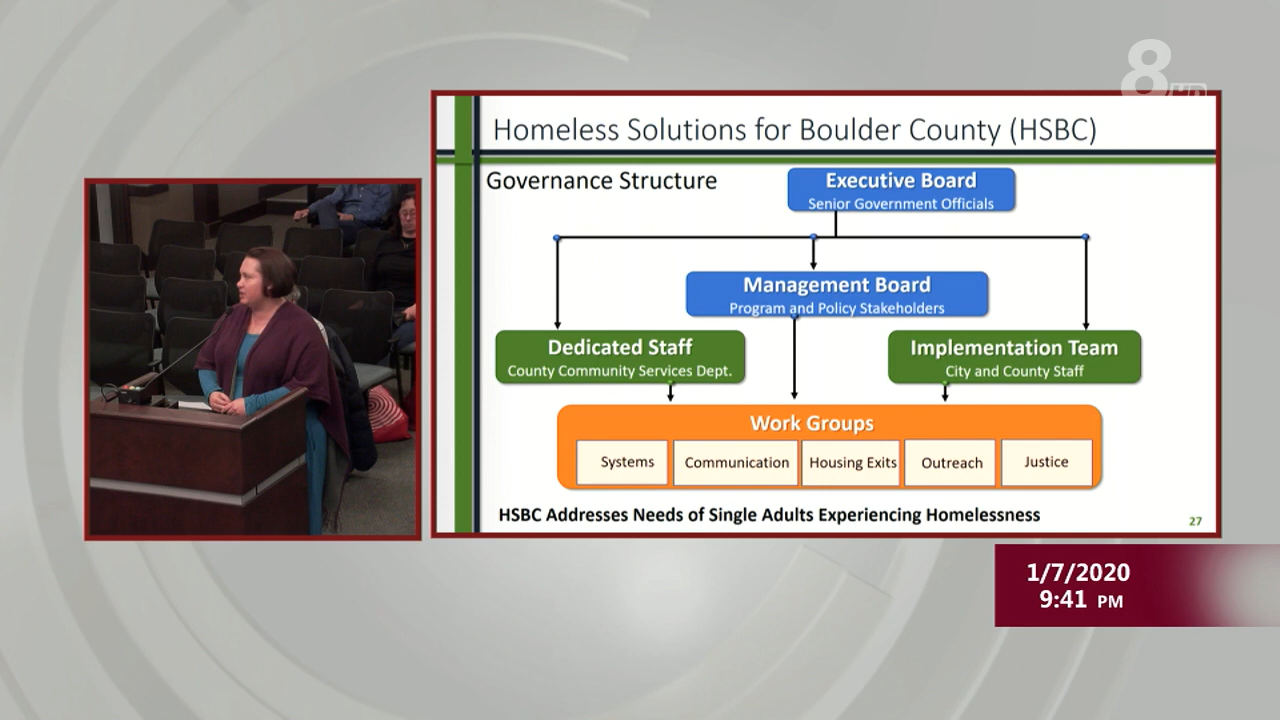 8
HD
Homeless Solutions for Boulder County (HSBC)
Governance Structure
Executive Board
Senior Government Officials
Management Board
Program and Policy Stakeholders
Dedicated Staff
County Community Services Dept.
Implementation Team
City and County Staff
Work Groups
Systems
Communication
Housing Exits
Outreach
Justice
HSBC Addresses Needs of Single Adults Experiencing Homelessness
27
1/7/2020
9:41 PM